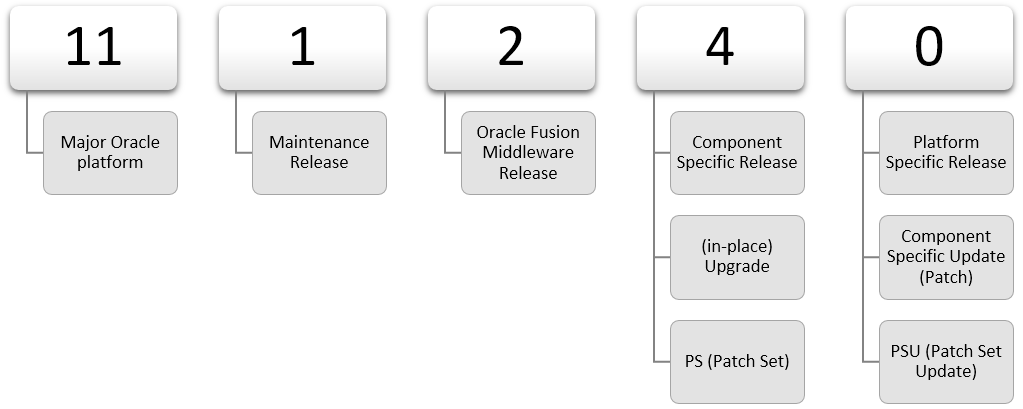 11
Major Oracle
platform
1
Maintenance
Release
2
Oracle Fusion
Middleware
Release
4
Component
Specific Release
(in-place)
Upgrade
PS (Patch Set)
0
Platform
Specific Release
Component
Specific Update
(Patch)
PSU (Patch Set
Update)